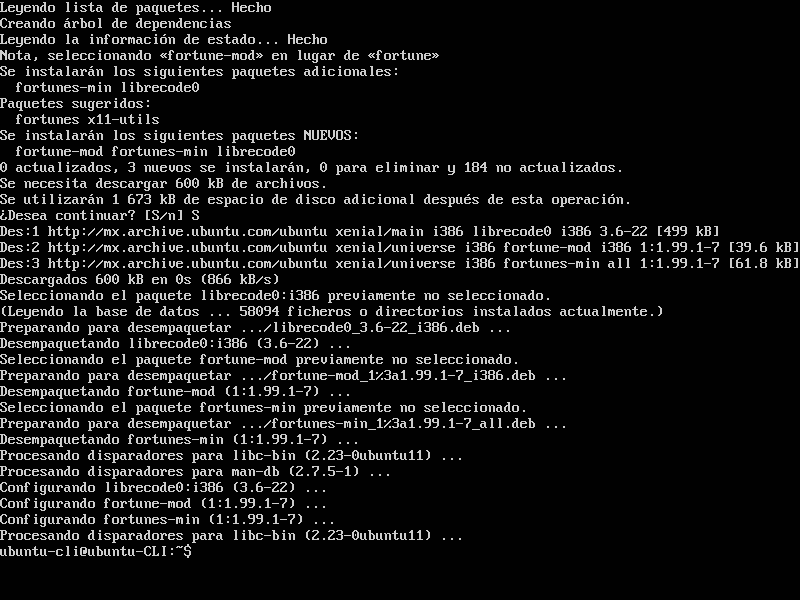 Leyendo lista de paquetes... Hecho
Creando árbol de dependencias
Leyendo la información de estado... Hecho
Nota, seleccionando «fortune-mod» en lugar de «fortune»
Se instalarán los siguientes paquetes adicionales:
  fortunes-min librecode0
Paquetes sugeridos:
  fortunes x11-utils
Se instalarán los siguientes paquetes NUEVOS:
  fortune-mod fortunes-min librecode0
0 actualizados, 3 nuevos se instalarán, 0 para eliminar y 184 no actualizados.
Se necesita descargar 600 kB de archivos.
Se utilizarán 1 673 kB de espacio de disco adicional después de esta operación.
¿Desea continuar? [S/n] S
Des:1 http://mx.archive.ubuntu.com/ubuntu xenial/main i386 librecode0 i386 3.6-22 [499 kB]
Des:2 http://mx.archive.ubuntu.com/ubuntu xenial/universe i386 fortune-mod i386 1:1.99.1-7 [39.6 kB]
Des:3 http://mx.archive.ubuntu.com/ubuntu xenial/universe i386 fortunes-min all 1:1.99.1-7 [61.8 kB]
Descargados 600 kB en 0s (866 kB/s)
Seleccionando el paquete librecode0:i386 previamente no seleccionado.
(Leyendo la base de datos ... 58094 ficheros o directorios instalados actualmente.)
Preparando para desempaquetar .../librecode0_3.6-22_i386.deb ...
Desempaquetando librecode0:i386 (3.6-22) ...
Seleccionando el paquete fortune-mod previamente no seleccionado.
Preparando para desempaquetar .../fortune-mod_1%3a1.99.1-7_i386.deb ...
Desempaquetando fortune-mod (1:1.99.1-7) ...
Seleccionando el paquete fortunes-min previamente no seleccionado.
Preparando para desempaquetar .../fortunes-min_1%3a1.99.1-7_all.deb ...
Desempaquetando fortunes-min (1:1.99.1-7) ...
Procesando disparadores para libc-bin (2.23-0ubuntu11) ...
Procesando disparadores para man-db (2.7.5-1) ...
Configurando librecode0:i386 (3.6-22) ...
Configurando fortune-mod (1:1.99.1-7) ...
Configurando fortunes-min (1:1.99.1-7) ...
Procesando disparadores para libc-bin (2.23-0ubuntu11) ...
ubuntu-cli@ubuntu-CLI:~$